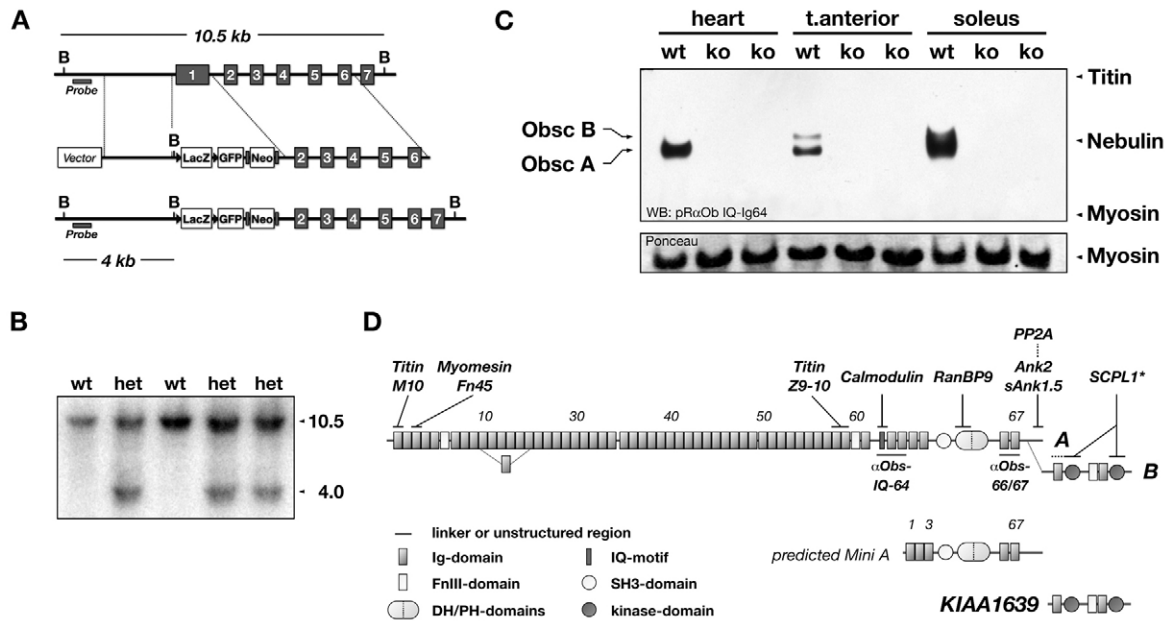 A
10.5 kb
B
B
1 2 3 4 5 6 7
Probe
B
Vector LacZ GFP Neo 2 3 4 5 6
B B B
LacZ GFP Neo 2 3 4 5 6 7
Probe
4 kb
B
wt het wt het het
10.5
4.0
C
heart t.anterior soleus
wt ko ko wt ko ko wt ko ko
Titin
Obsc B
Nebulin
Obsc A
Myosin
WB: pRαOb IQ-Ig64
Ponceau
Myosin
D
PP2A
Titin Myomesin Titin Calmodulin RanBP9 Ank2 SCPL1*
M10 Fn45 Z9-10 sAnk1.5
10 30 40 50 60 67
A
αObs- αObs-
IQ-64 66/67
B
linker or unstructured region
Ig-domain IQ-motif
FnIII-domain SH3-domain
DH/PH-domains kinase-domain
1 3 67
predicted Mini A
KIAA1639